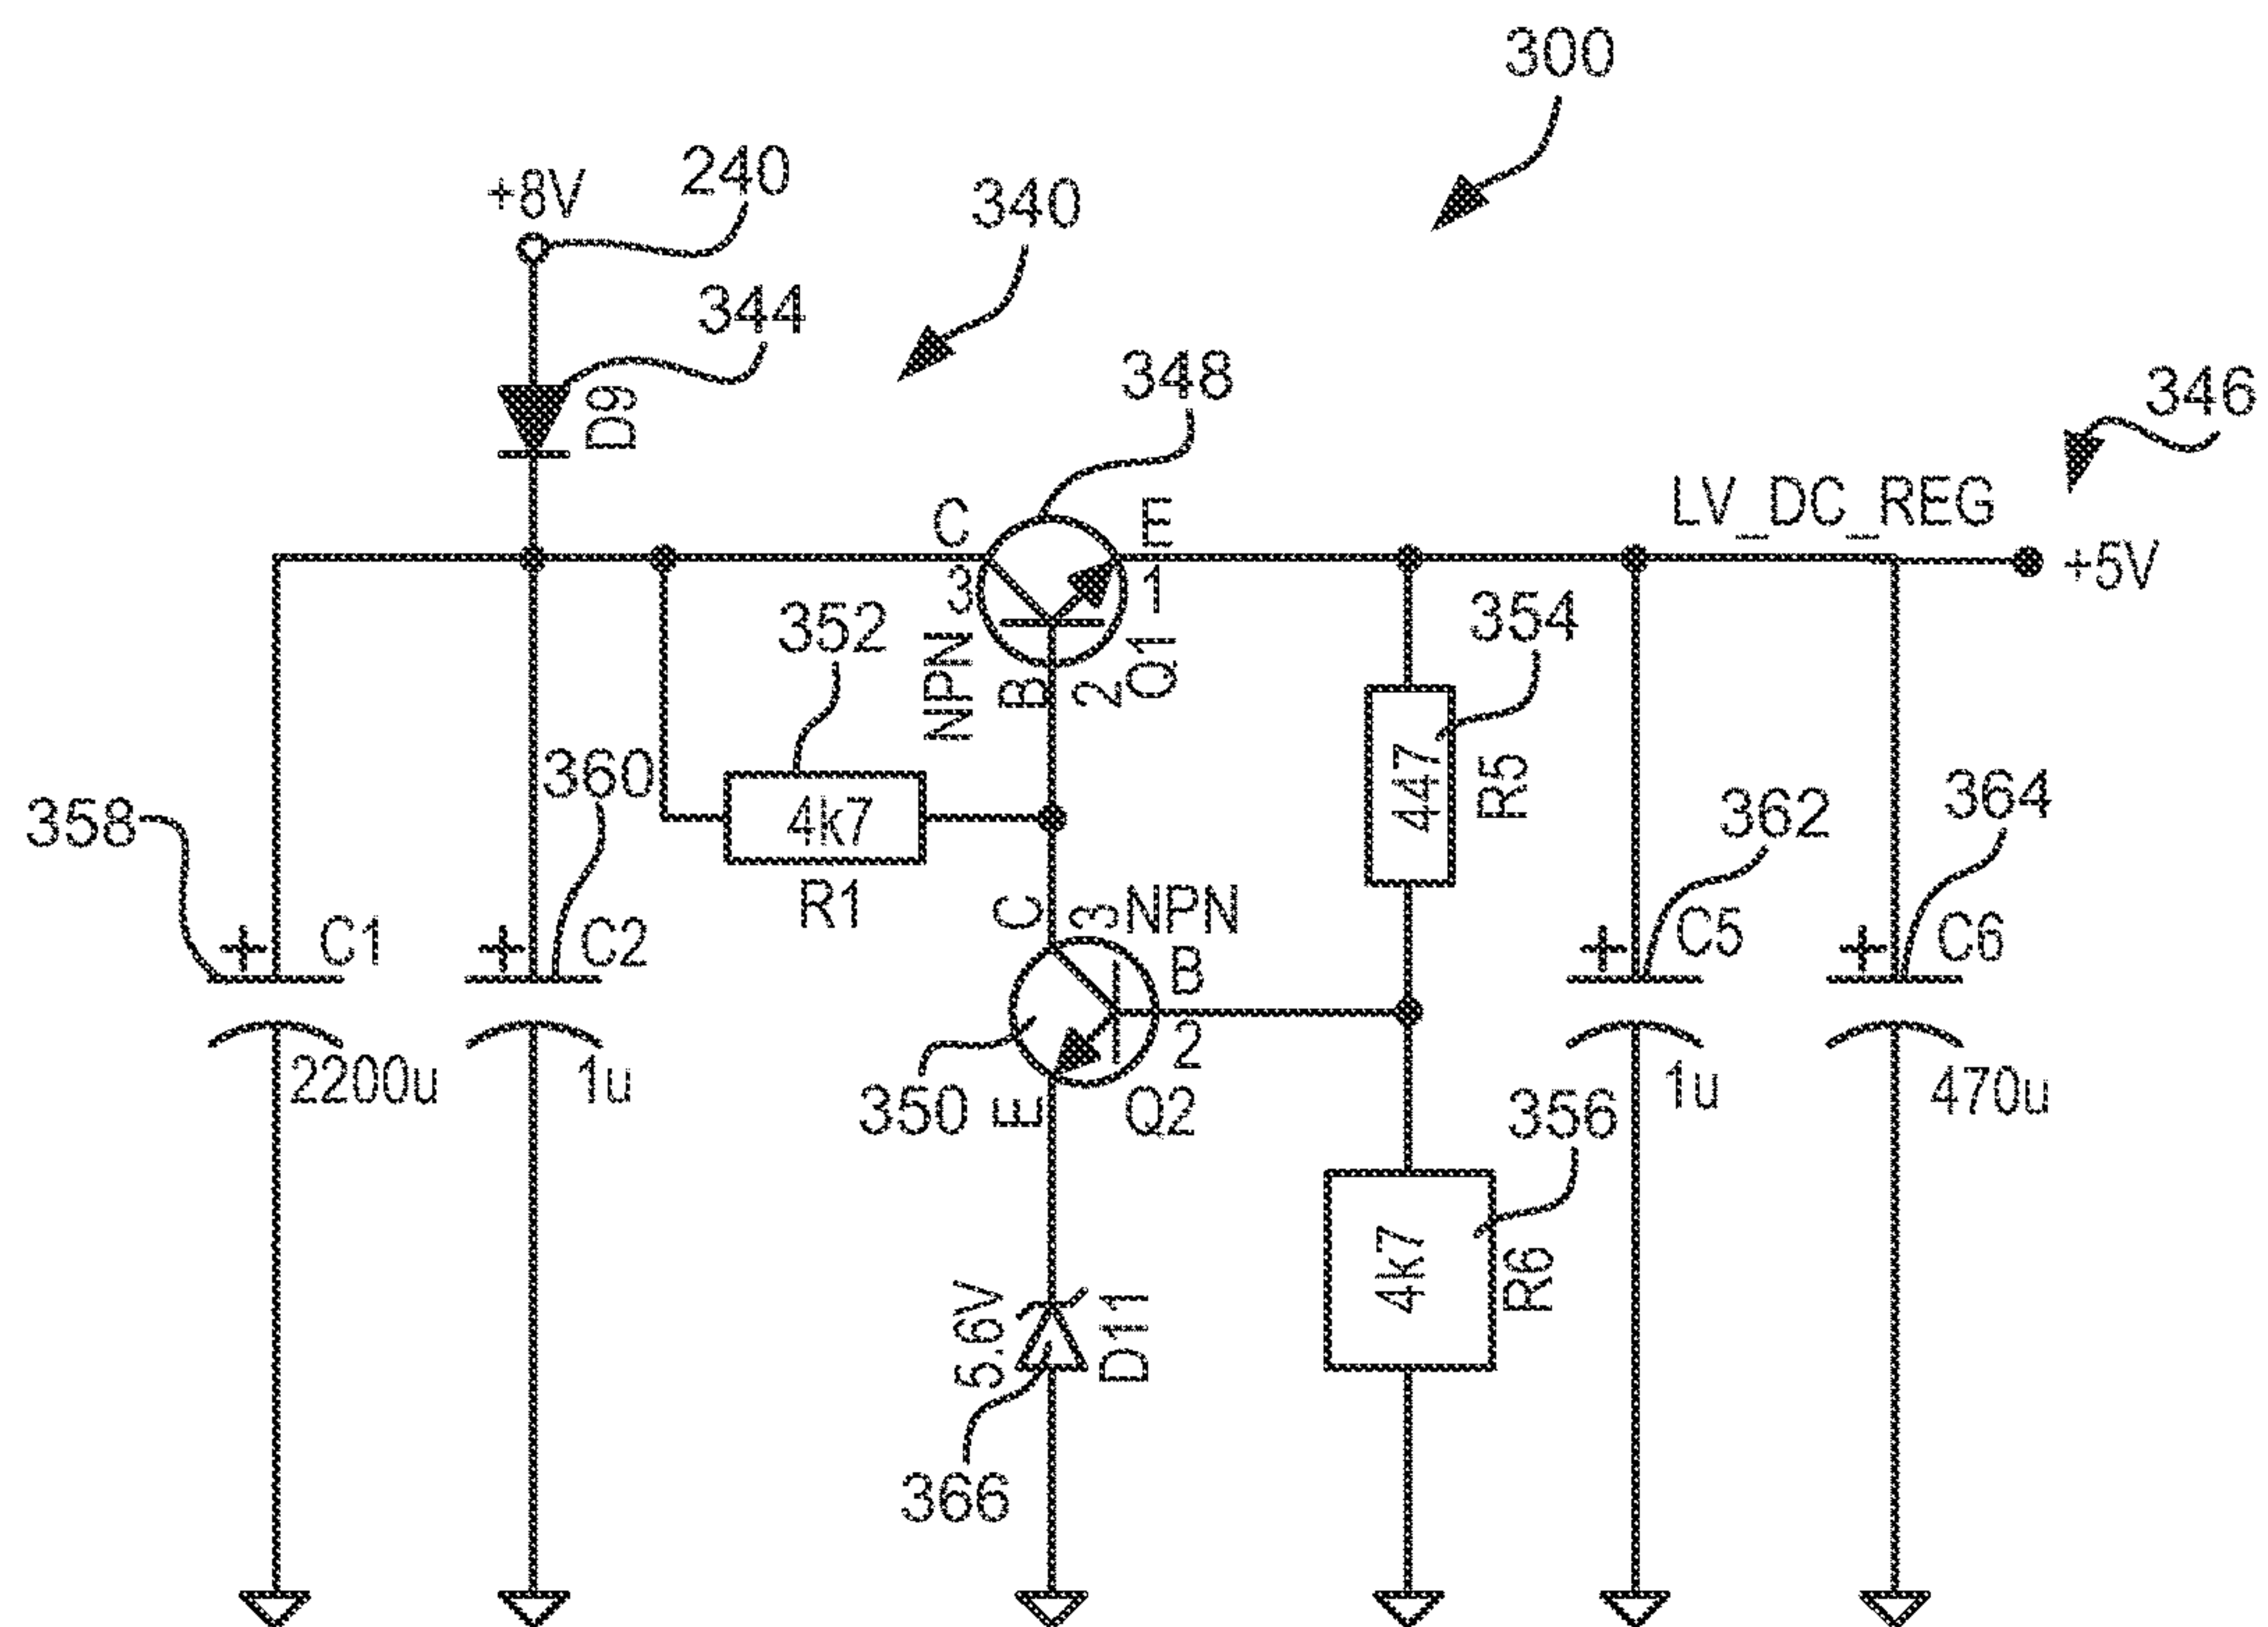 300
+8V
240
340
344
D9
348
346
C
E
LV_DC_REG
3
1
+5V
352
NPN
B
2
Q1
354
447
R5
358
360
4k7
R1
362
364
C
3
NPN
B
2
C1
C2
C5
C6
2200u
1u
350
E
Q2
356
1u
470u
4k7
R6
5.6V
D11
366